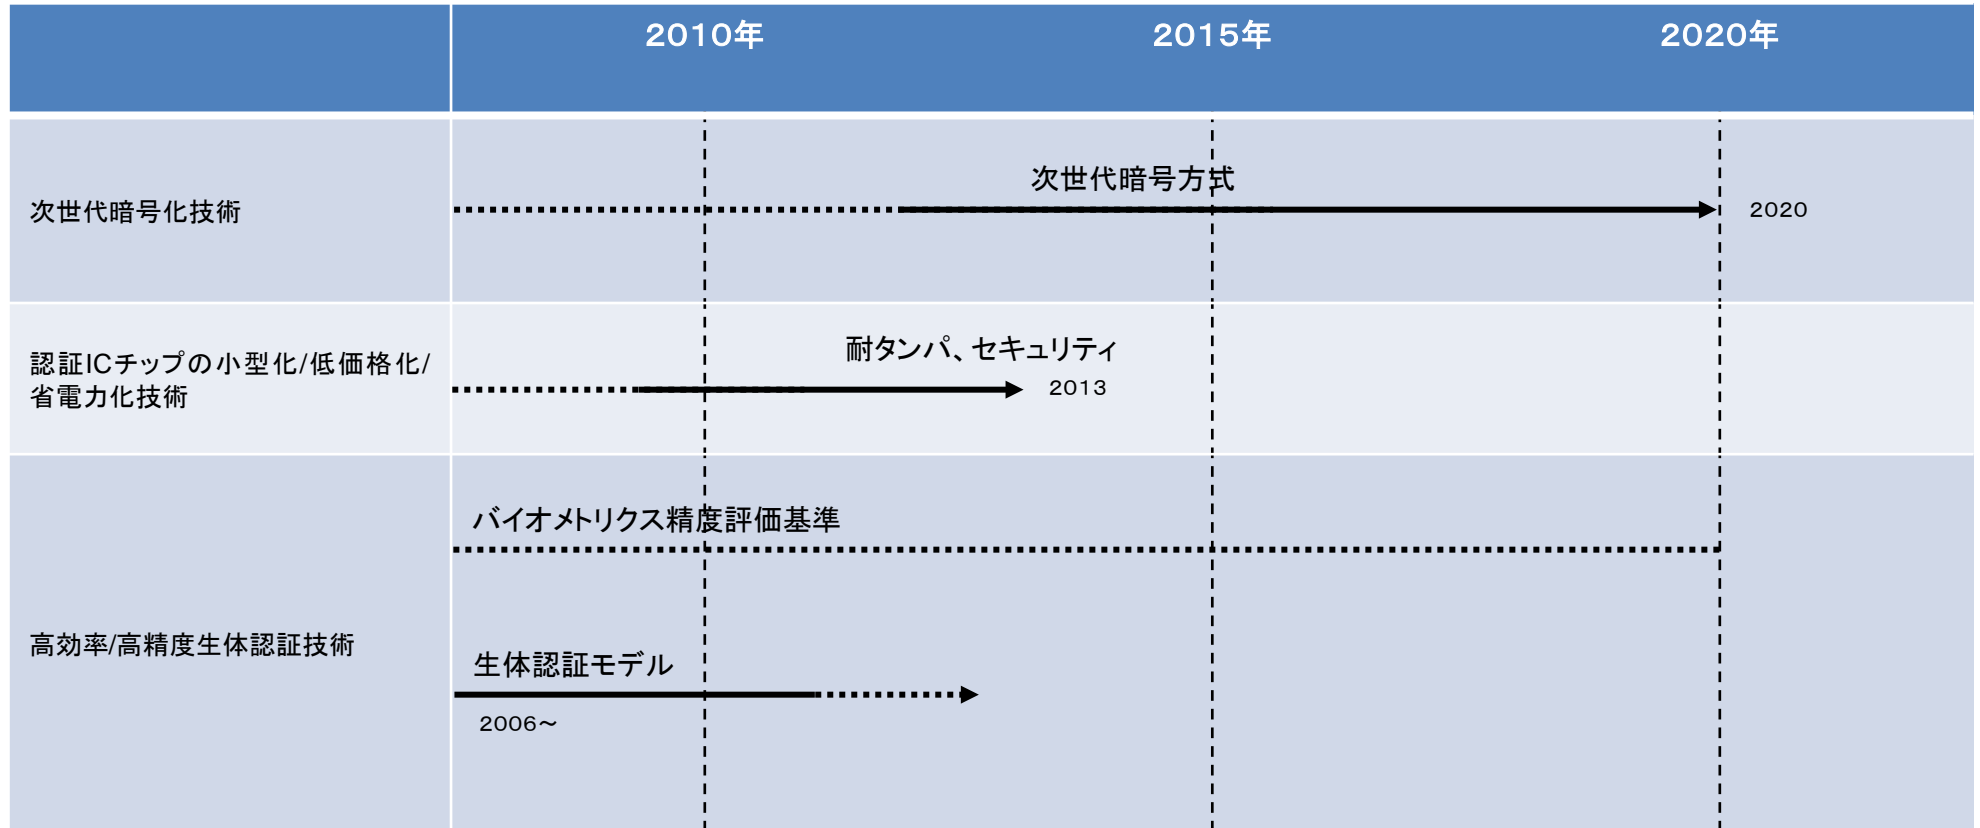 2010年
2015年
2020年
次世代暗号化技術
次世代暗号方式
2020
認証ICチップの小型化/低価格化/
省電力化技術
耐タンパ、セキュリティ
2013
高効率/高精度生体認証技術
バイオメトリクス精度評価基準
生体認証モデル
2006～